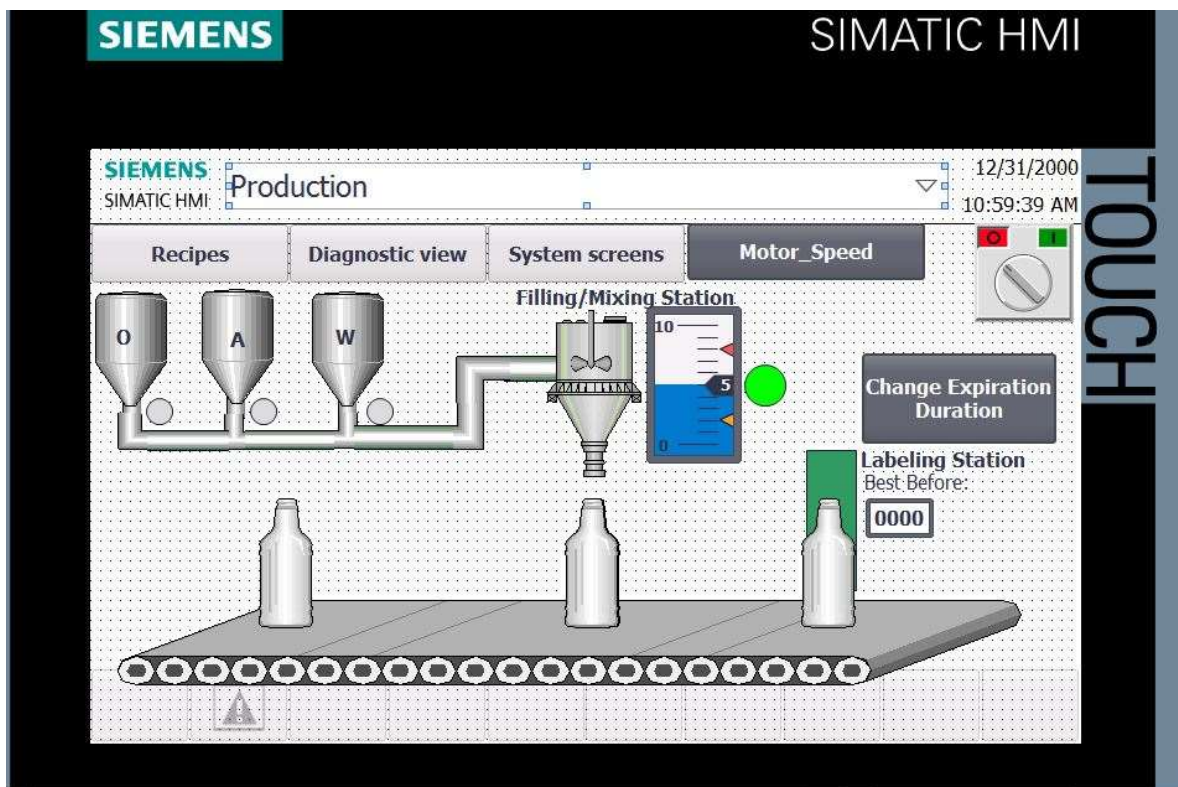 SIEMENS
SIMATIC HMI
TOUCH
SIEMENS
SIMATIC HMI
Production
12/31/2000
10:59:39 AM
Recipes
Diagnostic view
System screens
Motor_Speed
O
I
Filling/Mixing Station
O
A
W
10
5
0
Change Expiration
Duration
Labeling Station
Best Before:
0000